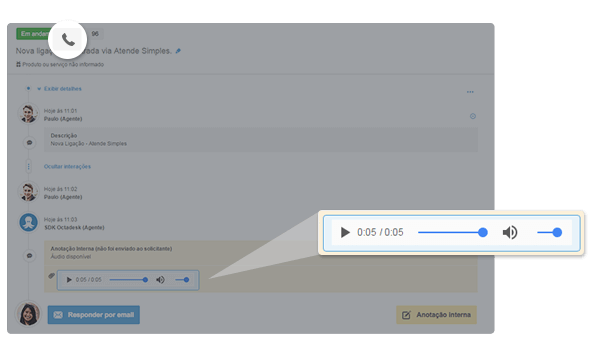 Em andam
96
Nova liga rada via Atende Simples.
Produto ou serviço não informado
Exibir detalhes
Hoje às 11:01
Paulo (Agente)
Descrição
Nova Ligação - Atende Simples
Ocultar interações
Hoje às 11:02
Paulo (Agente)
Hoje às 11:03
SDK Octadesk (Agente)
Anotação Interna (não foi enviado ao solicitante)
Áudio disponível
0:05 / 0:05
0:05 / 0:05
Responder por email
Anotação interna